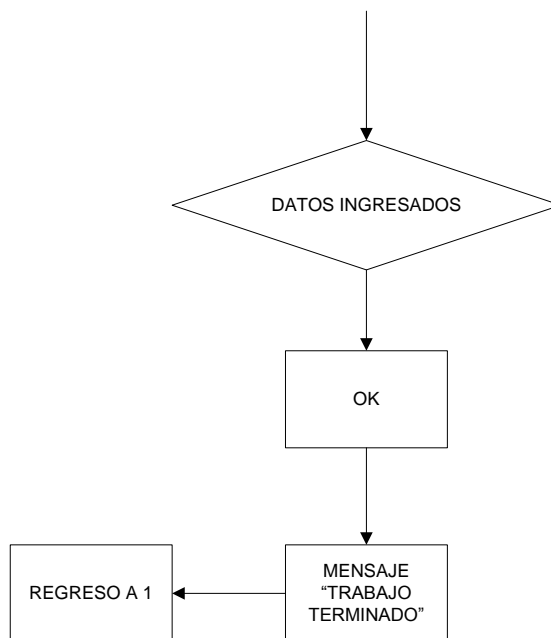 DATOS INGRESADOS
OK
REGRESO A 1
MENSAJE
“TRABAJO
TERMINADO”